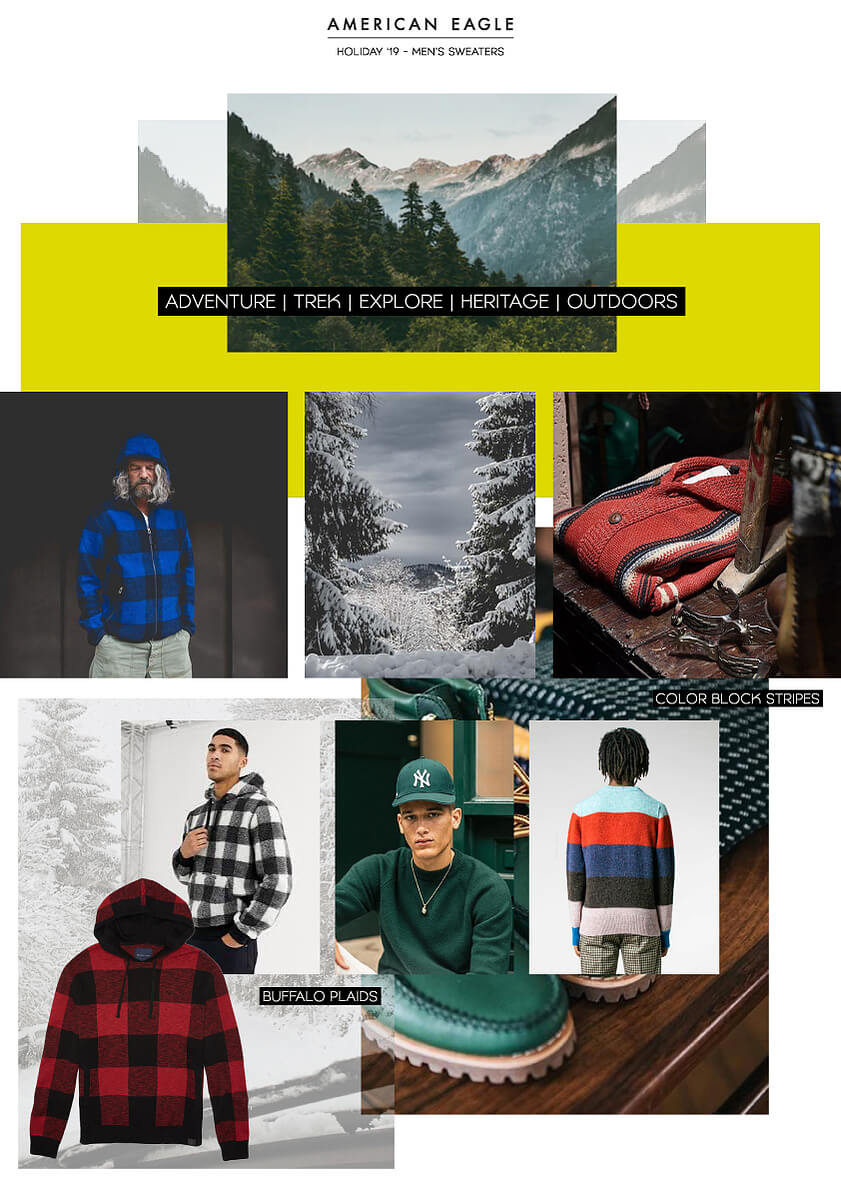 AMERICAN EAGLE
HOLIDAY '19 - MEN'S SWEATERS
ADVENTURE | TREK | EXPLORE | HERITAGE | OUTDOORS
COLOR BLOCK STRIPES
NY
BUFFALO PLAIDS